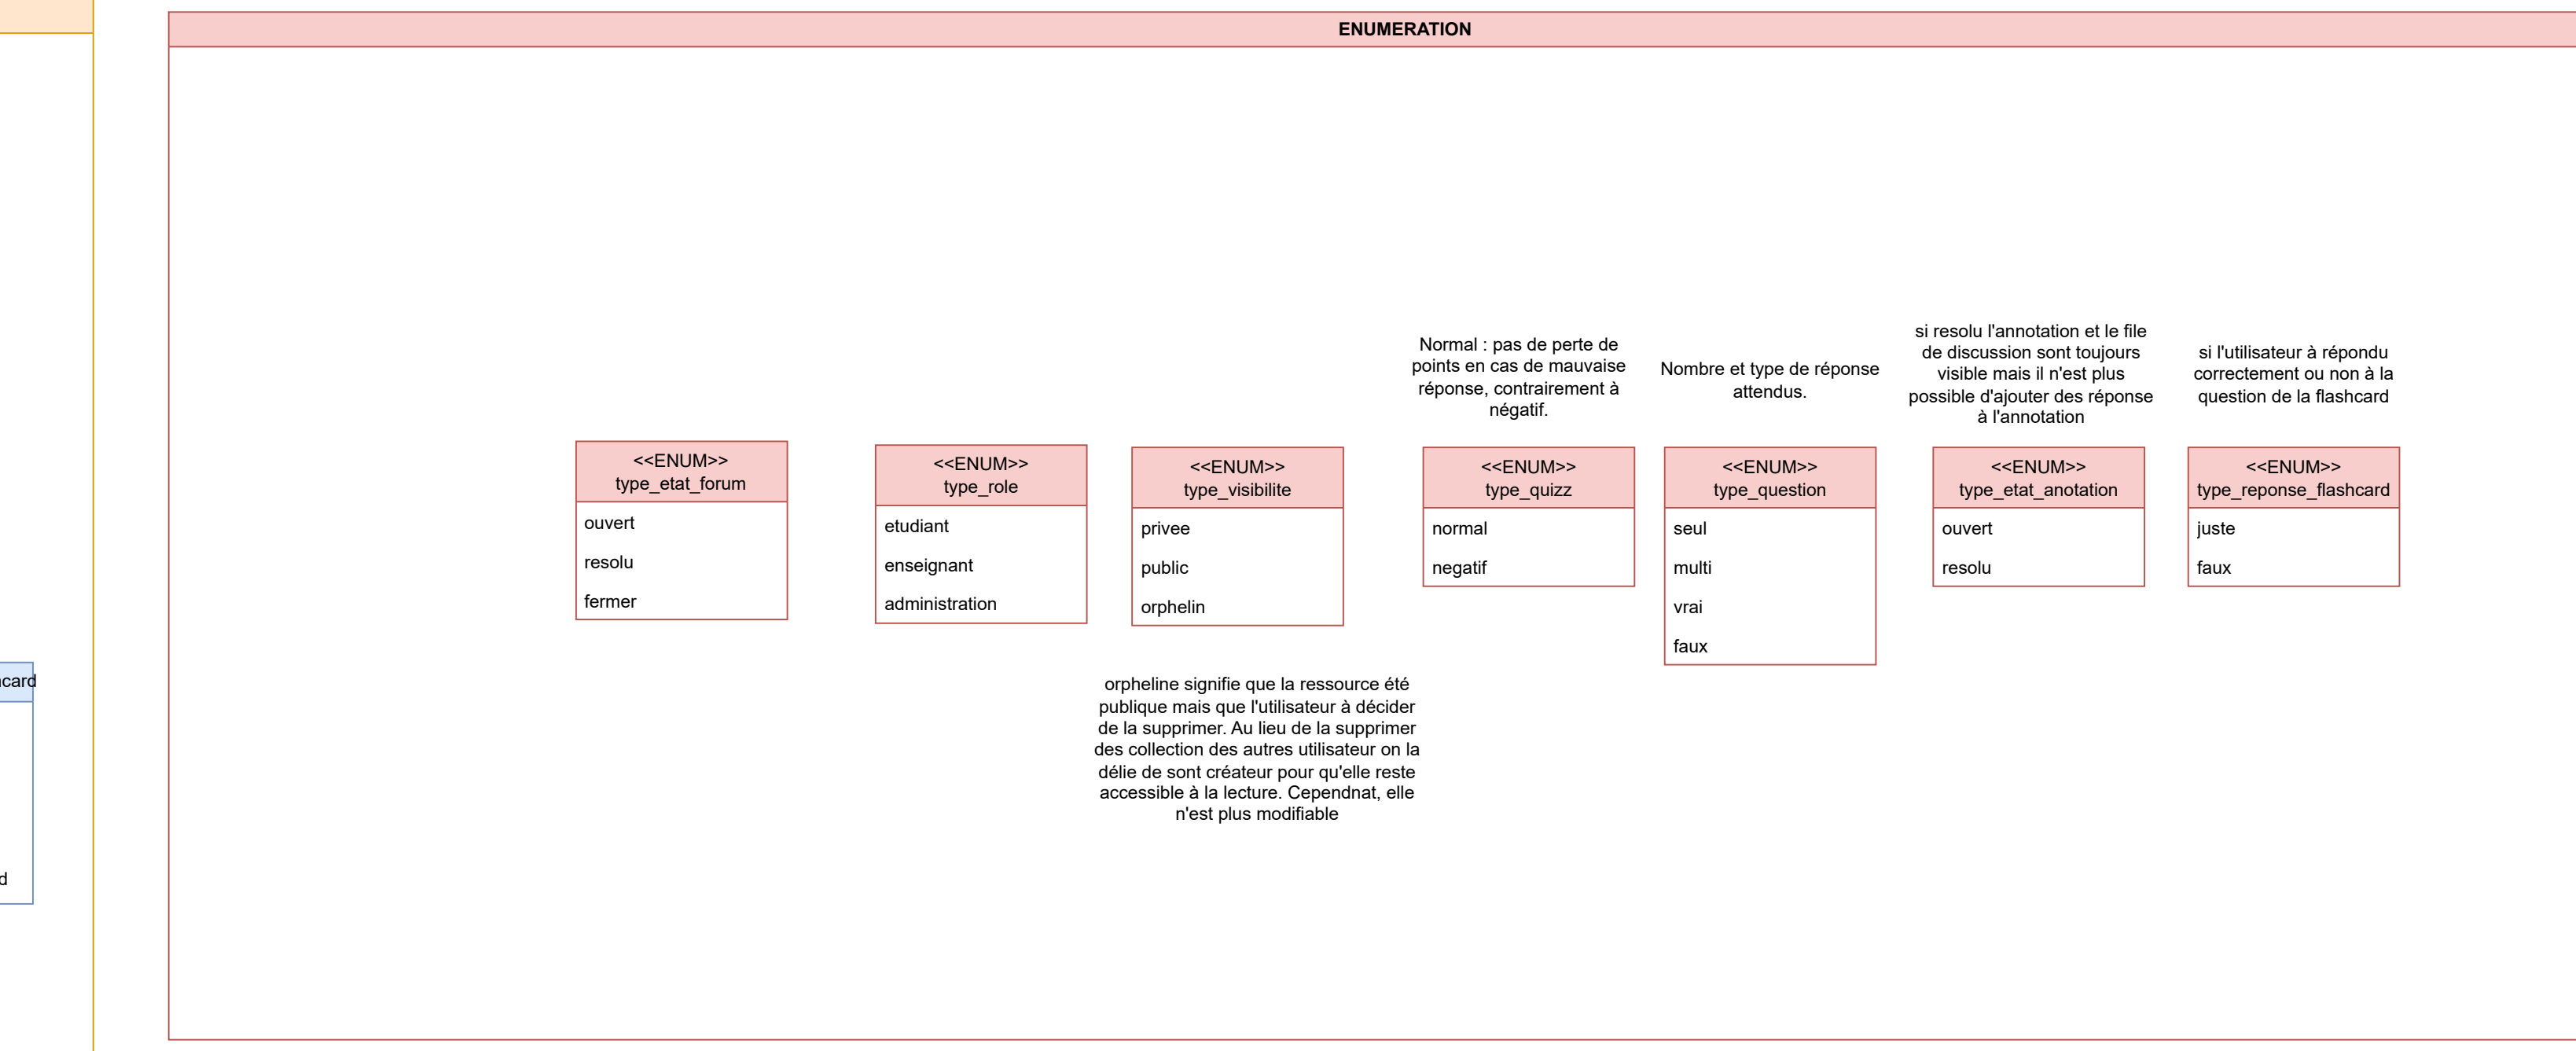 ENUMERATION
Normal : pas de perte de
points en cas de mauvaise
réponse, contrairement à
négatif.
Nombre et type de réponse
attendus.
si resolu l'annotation et le file
de discussion sont toujours
visible mais il n'est plus
possible d'ajouter des réponse
à l'annotation
si l'utilisateur à répondu
correctement ou non à la
question de la flashcard
<<ENUM>>
type_etat_forum
ouvert
resolu
fermer
<<ENUM>>
type_role
etudiant
enseignant
administration
<<ENUM>>
type_visibilite
privee
public
orphelin
<<ENUM>>
type_quizz
normal
negatif
<<ENUM>>
type_question
seul
multi
vrai
faux
<<ENUM>>
type_etat_anotation
ouvert
resolu
<<ENUM>>
type_reponse_flashcard
juste
faux
orpheline signifie que la ressource été
publique mais que l'utilisateur à décider
de la supprimer. Au lieu de la supprimer
des collection des autres utilisateur on la
délie de sont créateur pour qu'elle reste
accessible à la lecture. Cependnat, elle
n'est plus modifiable